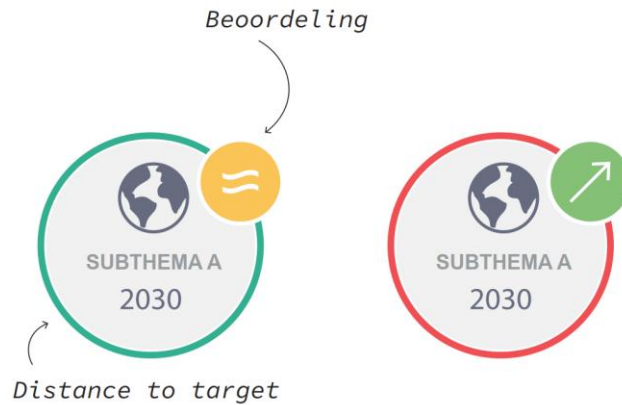 Beoordeling
SUBTHEMA A
2030
SUBTHEMA A
2030
Distance to target